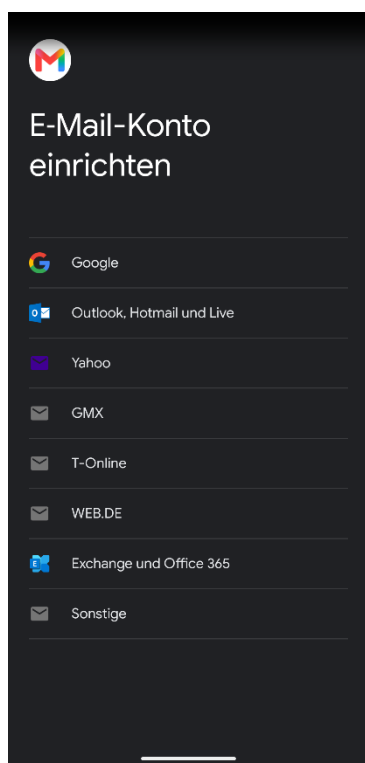 E-Mail-Konto
einrichten
Google
Outlook, Hotmail und Live
Yahoo
GMX
T-Online
WEB.DE
Exchange und Office 365
Sonstige